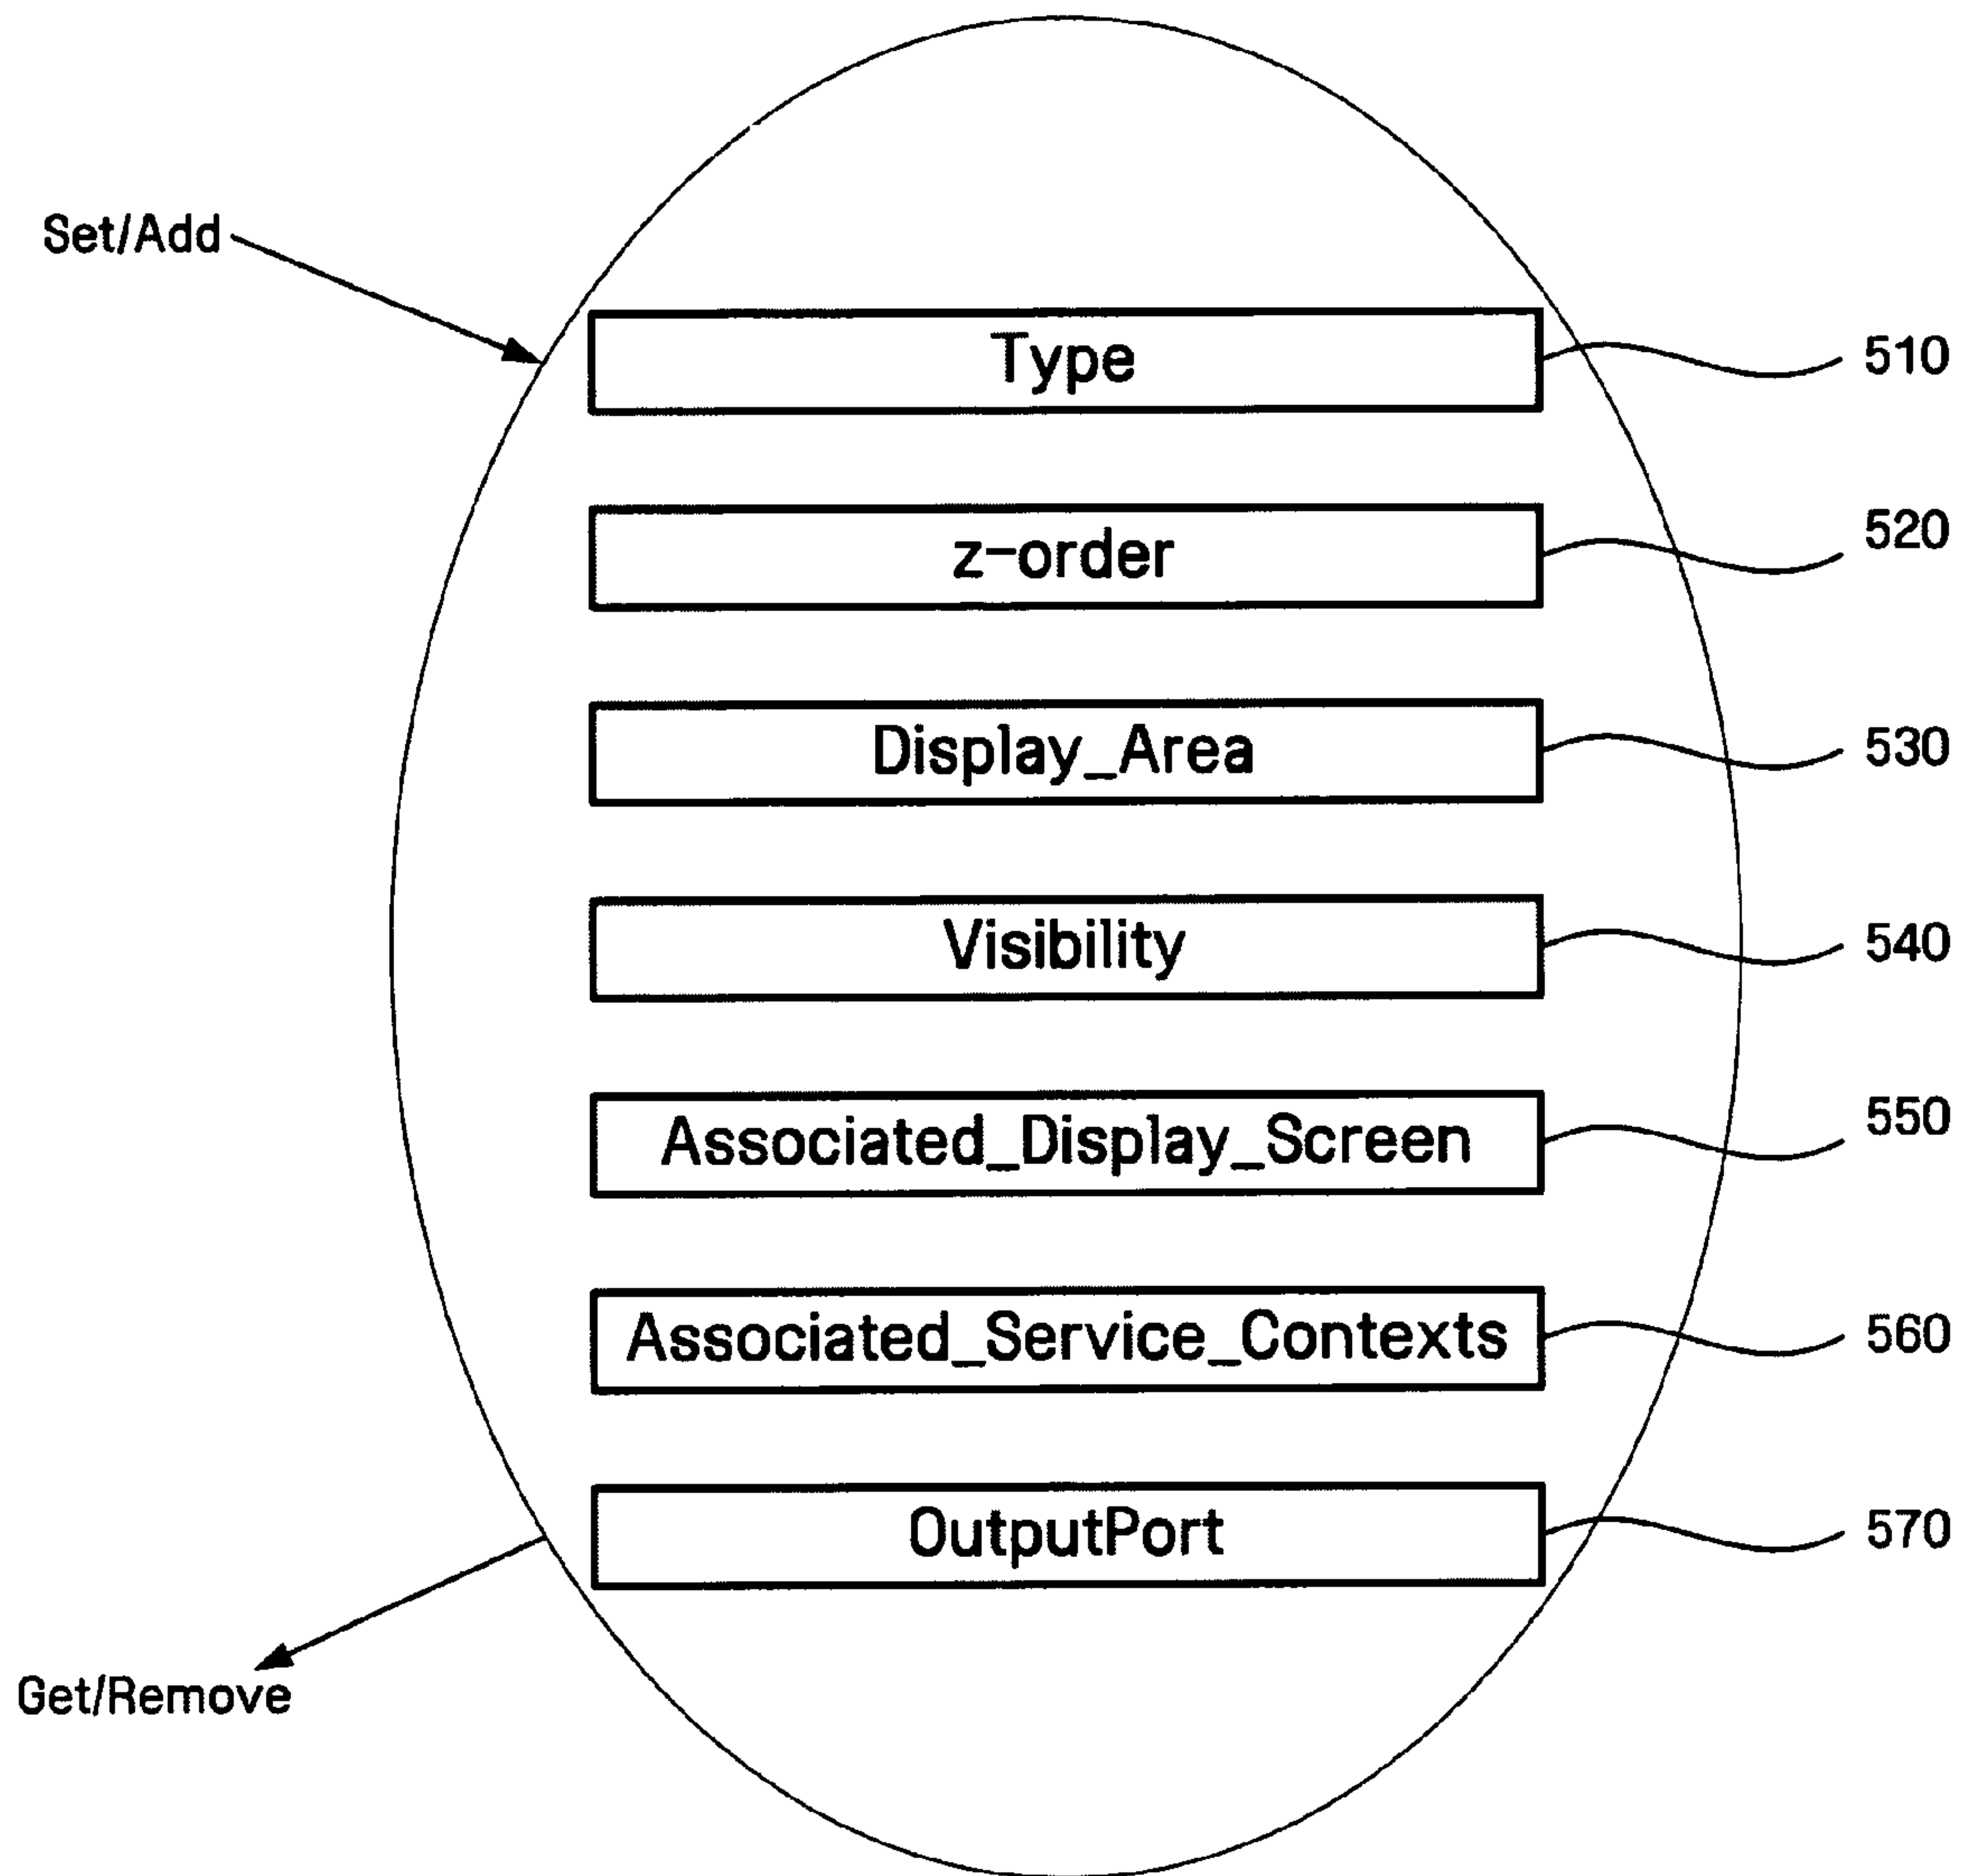 Set/Add
Type
510
z-order
520
Display_Area
530
Visibility
540
Associated_Display_Screen
550
Associated_Service_Contexts
560
OutputPort
570
Get/Remove